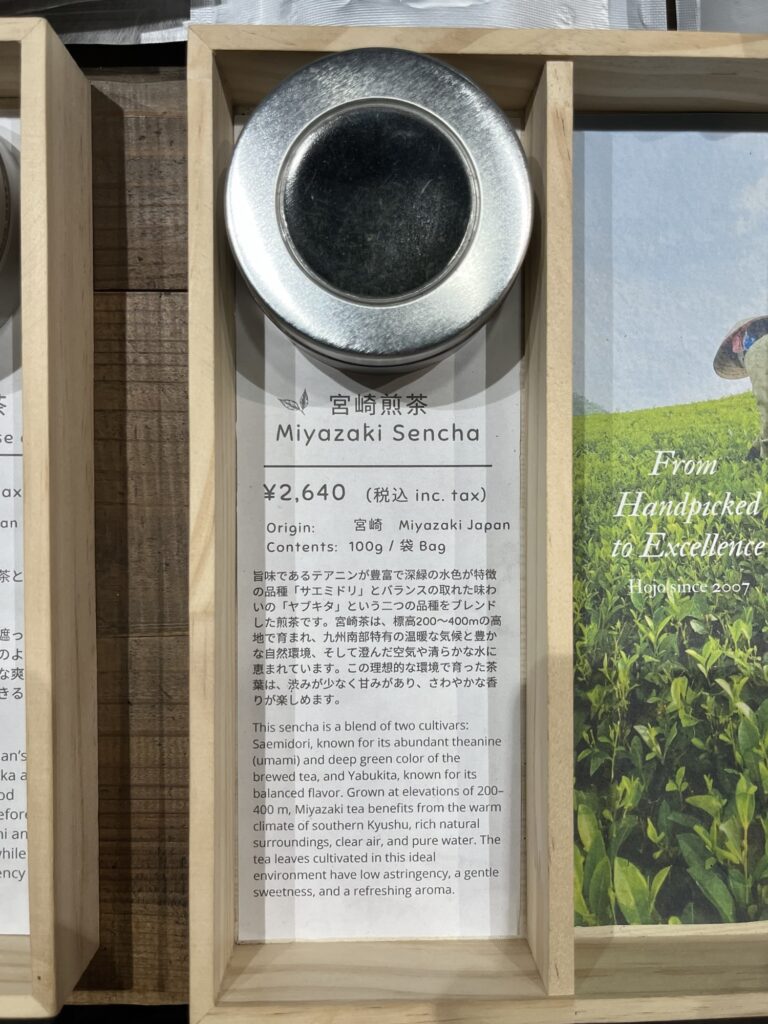 宮崎煎茶
Miyazaki Sencha
¥2,640 (税込 inc. tax)
Origin: 宮崎 Miyazaki Japan
Contents: 100g / 袋 Bag
旨味であるテアニンが豊富で深緑の水色が特徴
の品種「サエミドリ」とバランスの取れた味わ
いの「ヤブキタ」という二つの品種をブレンド
した煎茶です。宮崎茶は、標高200〜400mの高
地で育まれ、九州南部特有の温暖な気候と豊か
な自然環境、そして澄んだ空気や清らかな水に
恵まれています。この理想的な環境で育った茶
葉は、渋みが少なく甘みがあり、さわやかな香
りが楽しめます。
This sencha is a blend of two cultivars:
Saemidori, known for its abundant theanine
(umami) and deep green color of the
brewed tea, and Yabukita, known for its
balanced flavor. Grown at elevations of 200–
400 m, Miyazaki tea benefits from the warm
climate of southern Kyushu, rich natural
surroundings, clear air, and pure water. The
tea leaves cultivated in this ideal
environment have low astringency, a gentle
sweetness, and a refreshing aroma.
From
Handpicked
to Excellence
Hojo since 2007